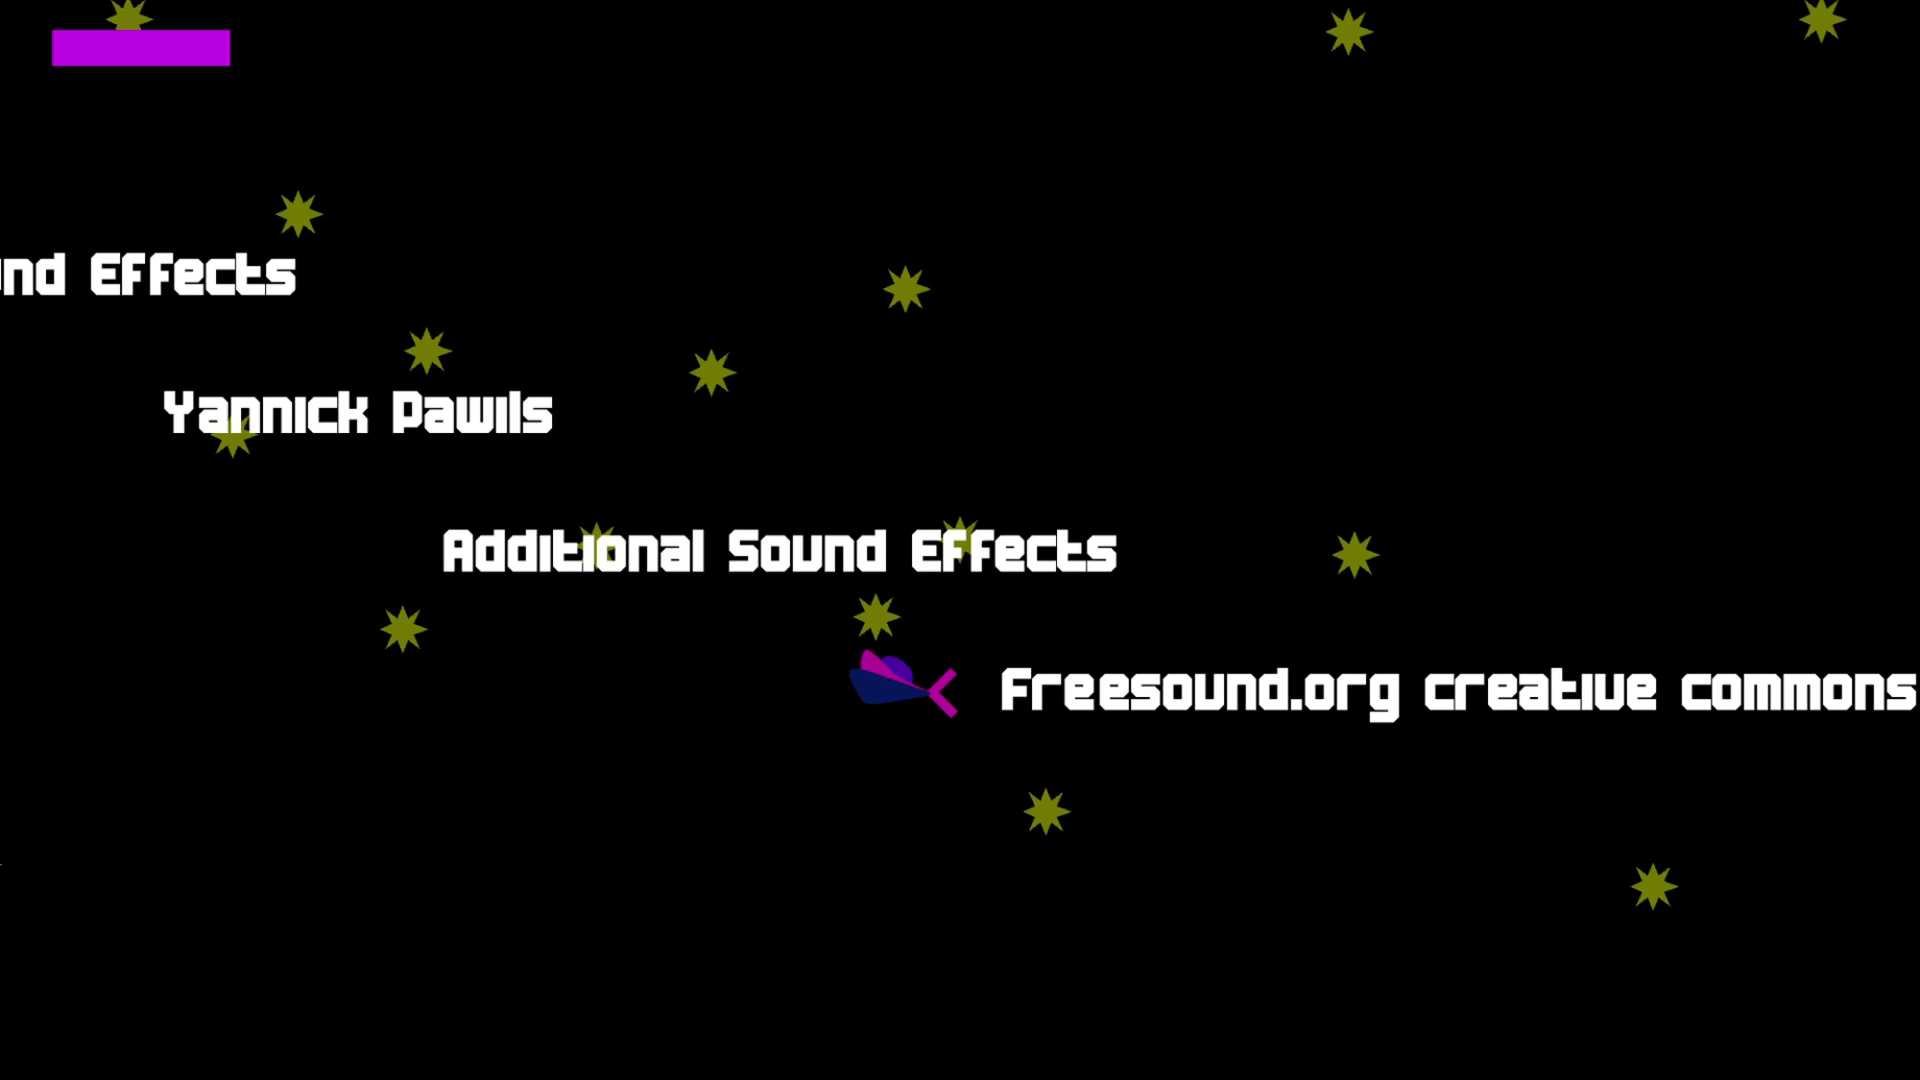 nd Effects
Yannick Pawils
Additional Sound Effects
Freesound.org creative commons